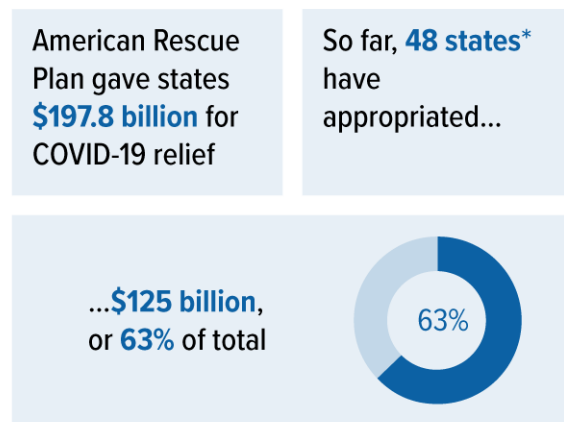 American Rescue
Plan gave states
$197.8 billion for
COVID-19 relief
So far, 48 states*
have
appropriated...
...$125 billion,
or 63% of total
63%